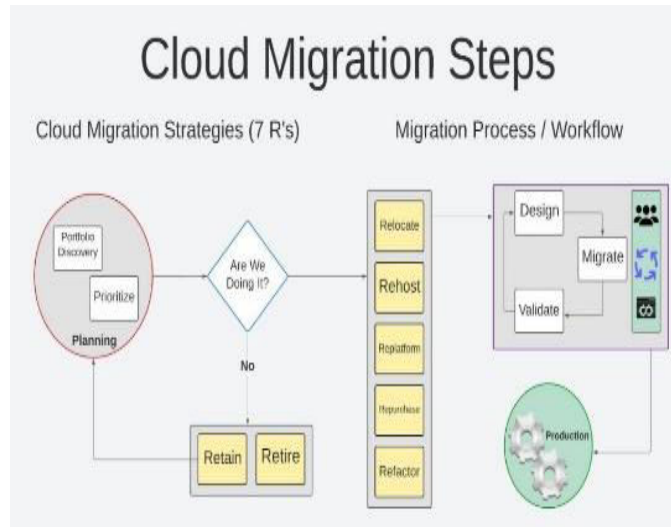 Cloud Migration Steps
Cloud Migration Strategies (7 R's)
Migration Process / Workflow
Portfolio
Discovery
Prioritize
Planning
Are We
Doing It?
No
Retain
Retire
Relocate
Rehost
Replatform
Repurchase
Refactor
Design
Migrate
Validate
Production